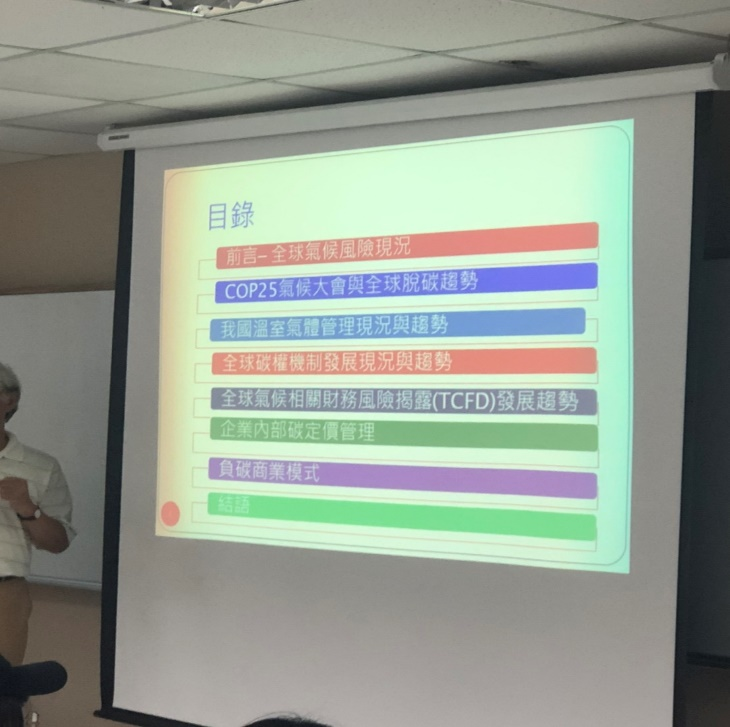 目錄
前言–全球氣候風險現況
COP25氣候大會與全球脫碳趨勢
我國溫室氣體管理現況與趨勢
全球碳權機制發展現況與趨勢
全球氣候相關財務風險揭露(TCFD)發展趨勢
企業內部碳定價管理
負碳商業模式
結語